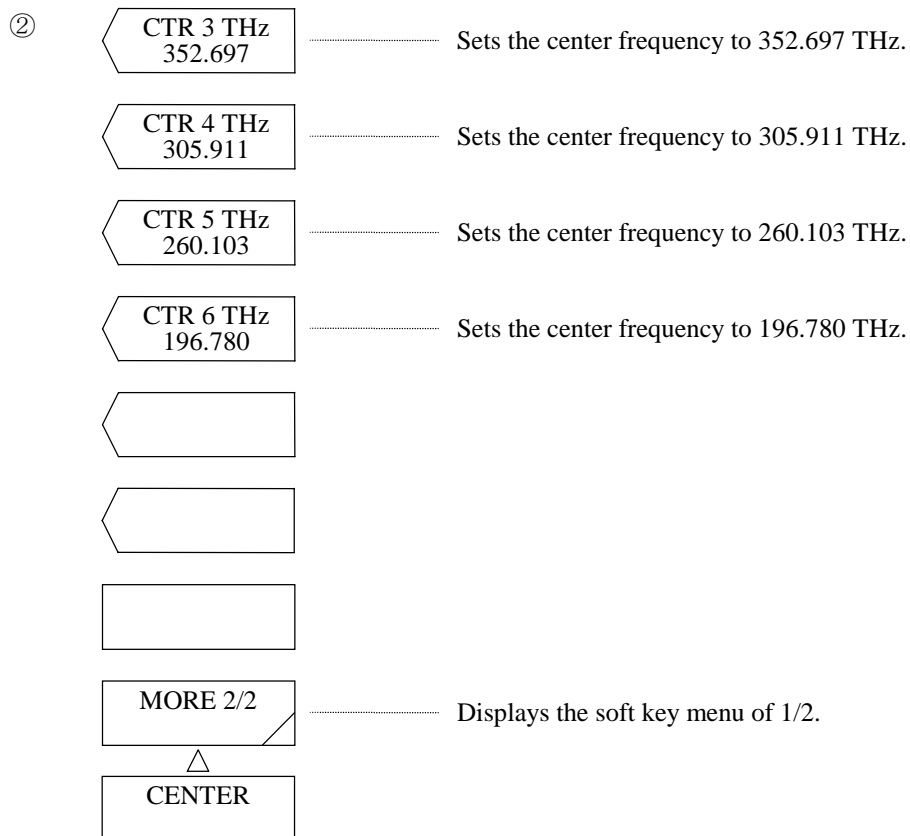 ②
CTR 3 THz
352.697
Sets the center frequency to 352.697 THz.
CTR 4 THz
305.911
Sets the center frequency to 305.911 THz.
CTR 5 THz
260.103
Sets the center frequency to 260.103 THz.
CTR 6 THz
196.780
Sets the center frequency to 196.780 THz.
MORE 2/2
Displays the soft key menu of 1/2.
CENTER